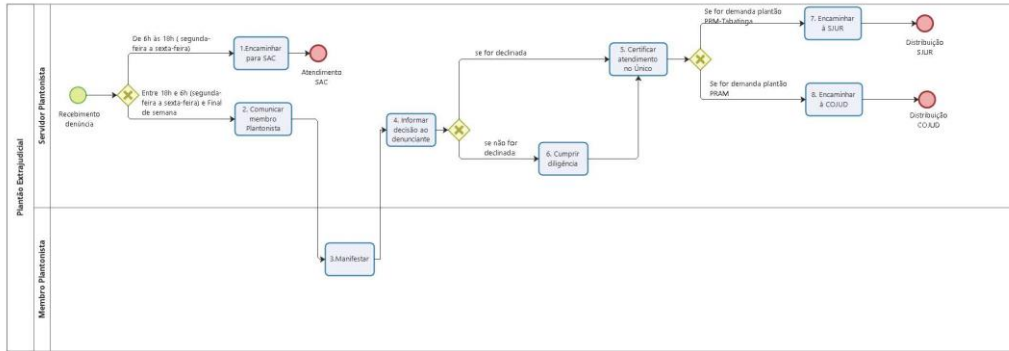 Plantão Extrajudicial
Servidor Plantonista
Membro Plantonista
Recebimento
denúncia
De 6h às 10h ( segunda-
feira a sexta-feira)
1.Encaminhar
para SAC
Atendimento
SAC
Entre 10h e 6h (segunda-
feira a sexta-feira) e Final
de semana
2. Comunicar
membro
Plantonista
3.Manifestar
4. Informar
decisão ao
denunciante
se for declinada
se não for
declinada
5. Certificar
atendimento
no Único
6. Cumprir
diligência
Se for demanda plantão
PRM-Tabatinga
7. Encaminhar
à SJUR
Distribuição
SJUR
Se for demanda plantão
PRAM
8. Encaminhar
à COJUD
Distribuição
COJUD